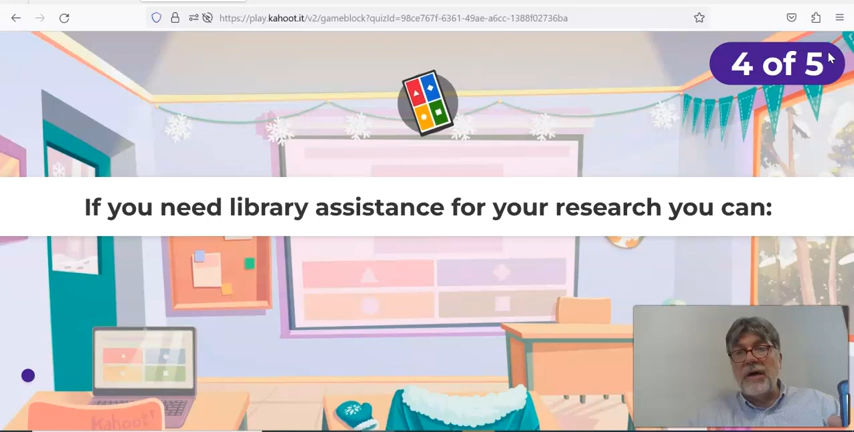 https://play.kahoot.it/v2/gameblock?quizId=98ce767f-6361-49ae-a6cc-1388f02736ba
4 of 5
If you need library assistance for your research you can:
Kahoot!